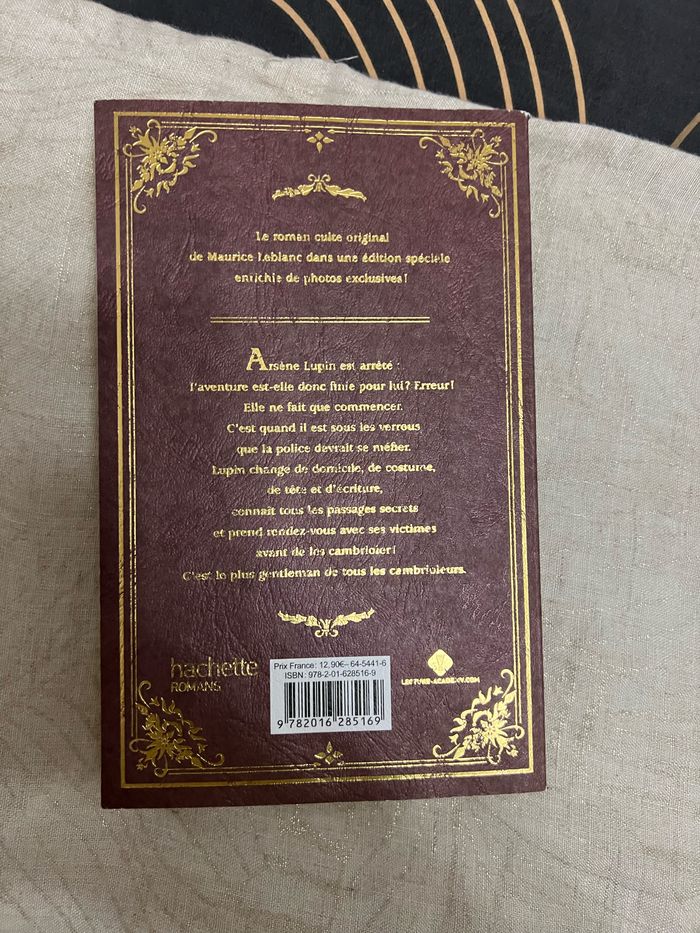 Le roman culte original
de Maurice Leblanc dans une édition spéciale
enrichie de photos exclusives!
Arsène Lupin est arrêté :
l'aventure est-elle donc finie pour lui? Erreur!
Elle ne fait que commencer.
C'est quand il est sous les verrous
que la police devrait se méfier.
Lupin change de domicile, de costume,
de tête et d'écriture,
connaît tous les passages secrets
et prend rendez-vous avec ses victimes
avant de les cambrioler!
C'est le plus gentleman de tous les cambrioleurs.
hachette
ROMANS
Prix France: 12,90€– 64-5441-6
ISBN: 978-2-01-628516-9
9 782016 285169
LECTURE-ACADEMY.COM